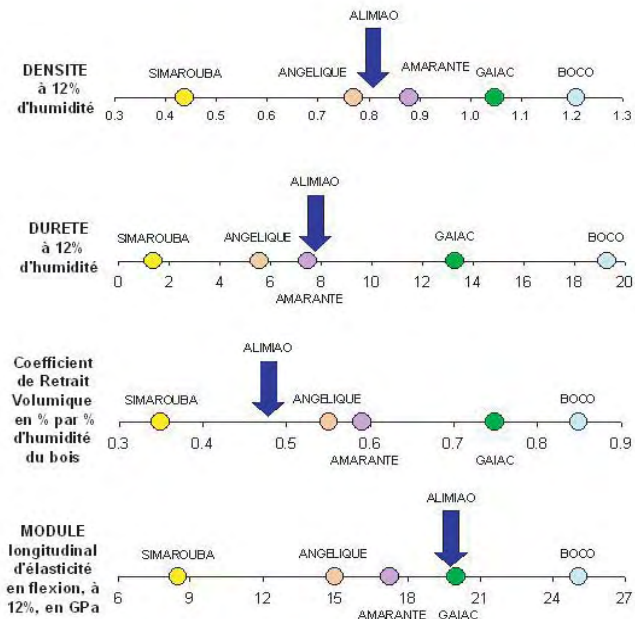 ALIMIAO
DENSITE
à 12%
d'humidité
SIMAROUBA ANGELIQUE AMARANTE GAIAC BOCO
0.3 0.4 0.5 0.6 0.7 0.8 0.9 1.0 1.1 1.2 1.3
ALIMIAO
DURETE
à 12%
d'humidité
SIMAROUBA ANGELIQUE GAIAC BOCO
0 2 4 6 8 10 12 14 16 18 20
AMARANTE
ALIMIAO
Coefficient
de Retrait
Volumique
en % par %
d'humidité
du bois
SIMAROUBA ANGELIQUE BOCO
0.3 0.4 0.5 0.6 0.7 0.8 0.9
AMARANTE GAIAC
ALIMIAO
MODULE
longitudinal
d'élasticité
en flexion, à
12%, en GPa
SIMAROUBA ANGELIQUE BOCO
6 9 12 15 18 21 24 27
AMARANTE GAIAC